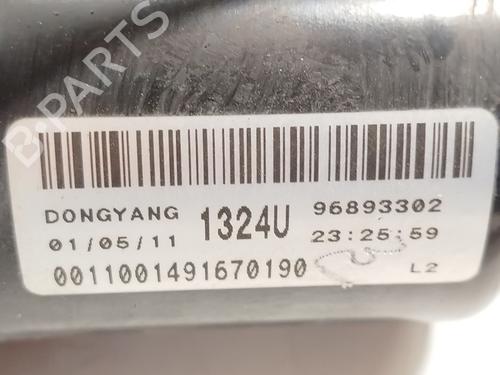 B-PARTS
DONGYANG 1324U 96893302
01/05/11 23:25:59
0011001491670190 L2